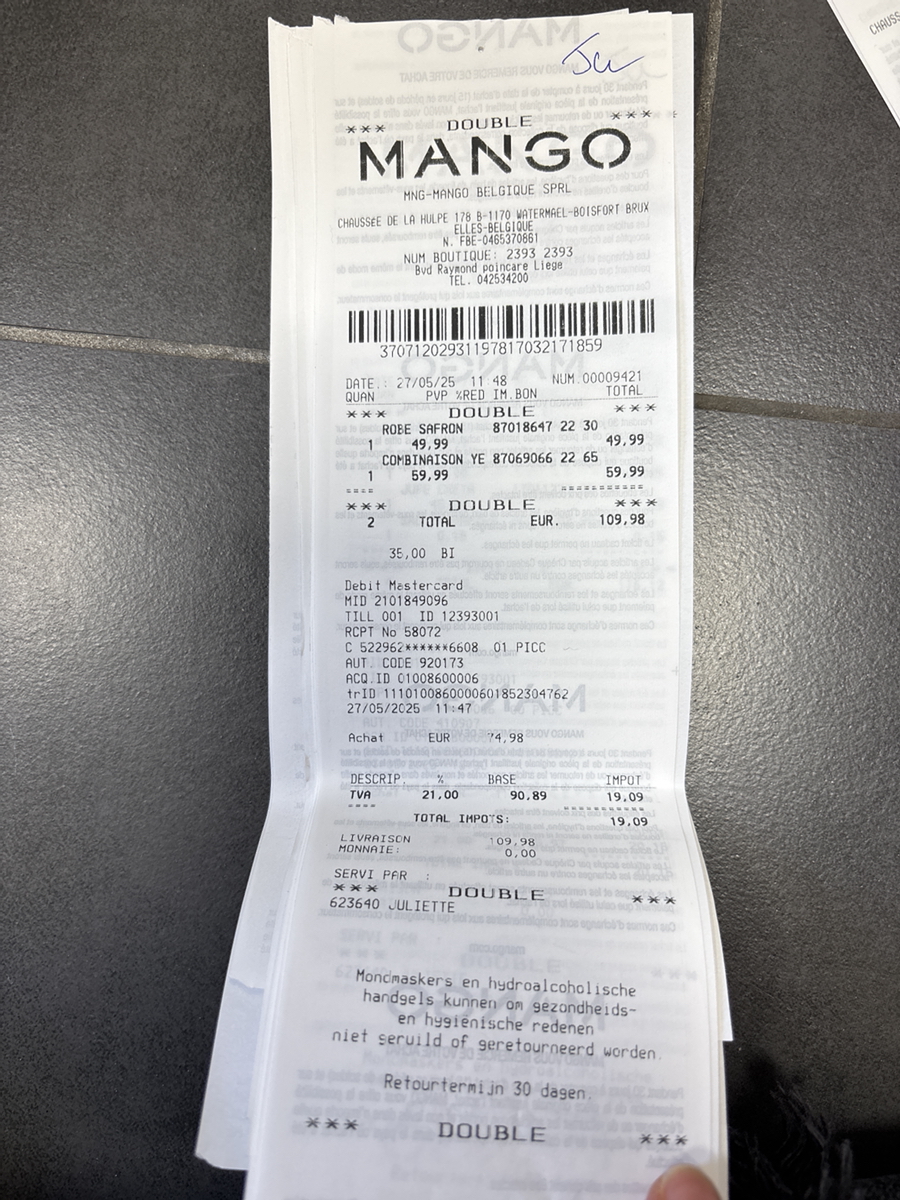 *** DOUBLE ***
MANGO
MNG-MANGO BELGIQUE SPRL
CHAUSSéE DE LA HULPE 178 B-1170 WATERMAEL-BOISFORT BRUX
ELLES-BELGIQUE
N. FBE-0465370861
NUM BOUTIQUE: 2393 2393
Bvd Raymond poincare Liege
TEL. 042534200
37071202931197817032171859
DATE.: 27/05/25 11:48 NUM.00009421
QUAN PVP %RED IM.BON TOTAL
*** DOUBLE ***
ROBE SAFRON 87018647 22 30
1 49,99 49,99
COMBINAISON YE 87069066 22 65
1 59,99 59,99
==== ===========
*** DOUBLE ***
2 TOTAL EUR. 109,98
35,00 BI
Debit Mastercard
MID 2101849096
TILL 001 ID 12393001
RCPT No 58072
C 522962******6608 01 PICC
AUT. CODE 920173
ACQ.ID 01008600006
trID 1110100860000601852304762
27/05/2025 11:47
Achat EUR 74,98
DESCRIP. % BASE IMPOT
TVA 21,00 90,89 19,09
==== ===========
TOTAL IMPOTS: 19,09
LIVRAISON 109,98
MONNAIE: 0,00
SERVI PAR :
*** DOUBLE ***
623640 JULIETTE
Mondmaskers en hydroalcoholische
handgels kunnen om gezondheids-
en hygiënische redenen
niet geruild of geretourneerd worden.
Retourtermijn 30 dagen.
*** DOUBLE ***
CHAUSS